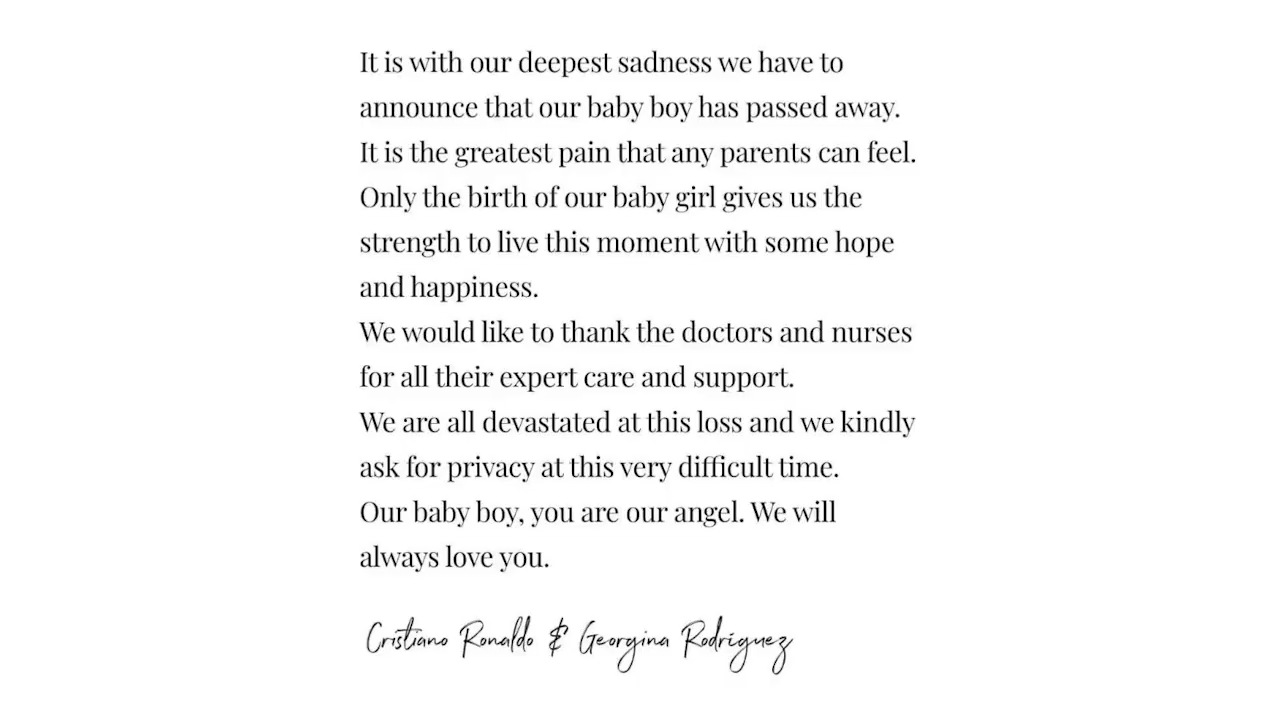 It is with our deepest sadness we have to
announce that our baby boy has passed away.
It is the greatest pain that any parents can feel.
Only the birth of our baby girl gives us the
strength to live this moment with some hope
and happiness.
We would like to thank the doctors and nurses
for all their expert care and support.
We are all devastated at this loss and we kindly
ask for privacy at this very difficult time.
Our baby boy, you are our angel. We will
always love you.
Cristiano Ronaldo & Georgina Rodríguez